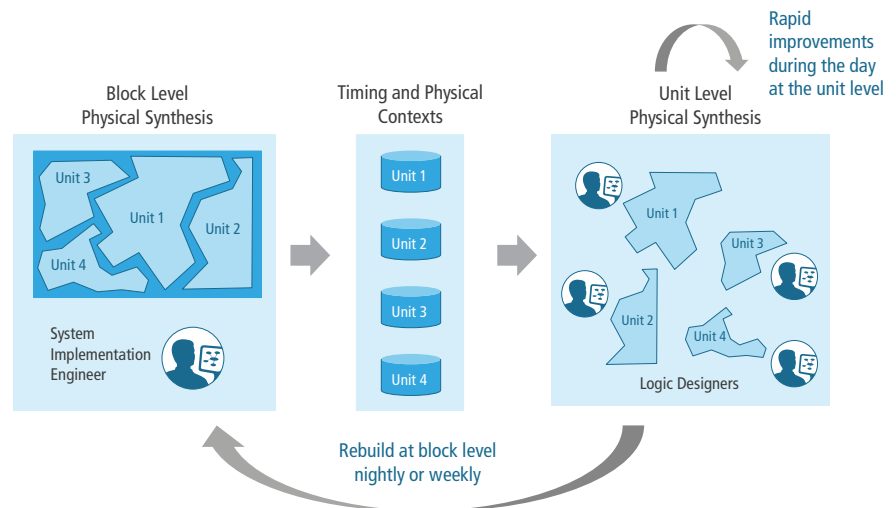 Rapid
improvements
during the day
at the unit level
Block Level
Physical Synthesis
Timing and Physical
Contexts
Unit Level
Physical Synthesis
Unit 3
Unit 1
Unit 2
Unit 4
System
Implementation
Engineer
Unit 1
Unit 2
Unit 3
Unit 4
Unit 1
Unit 3
Unit 2
Unit 4
Logic Designers
Rebuild at block level
nightly or weekly